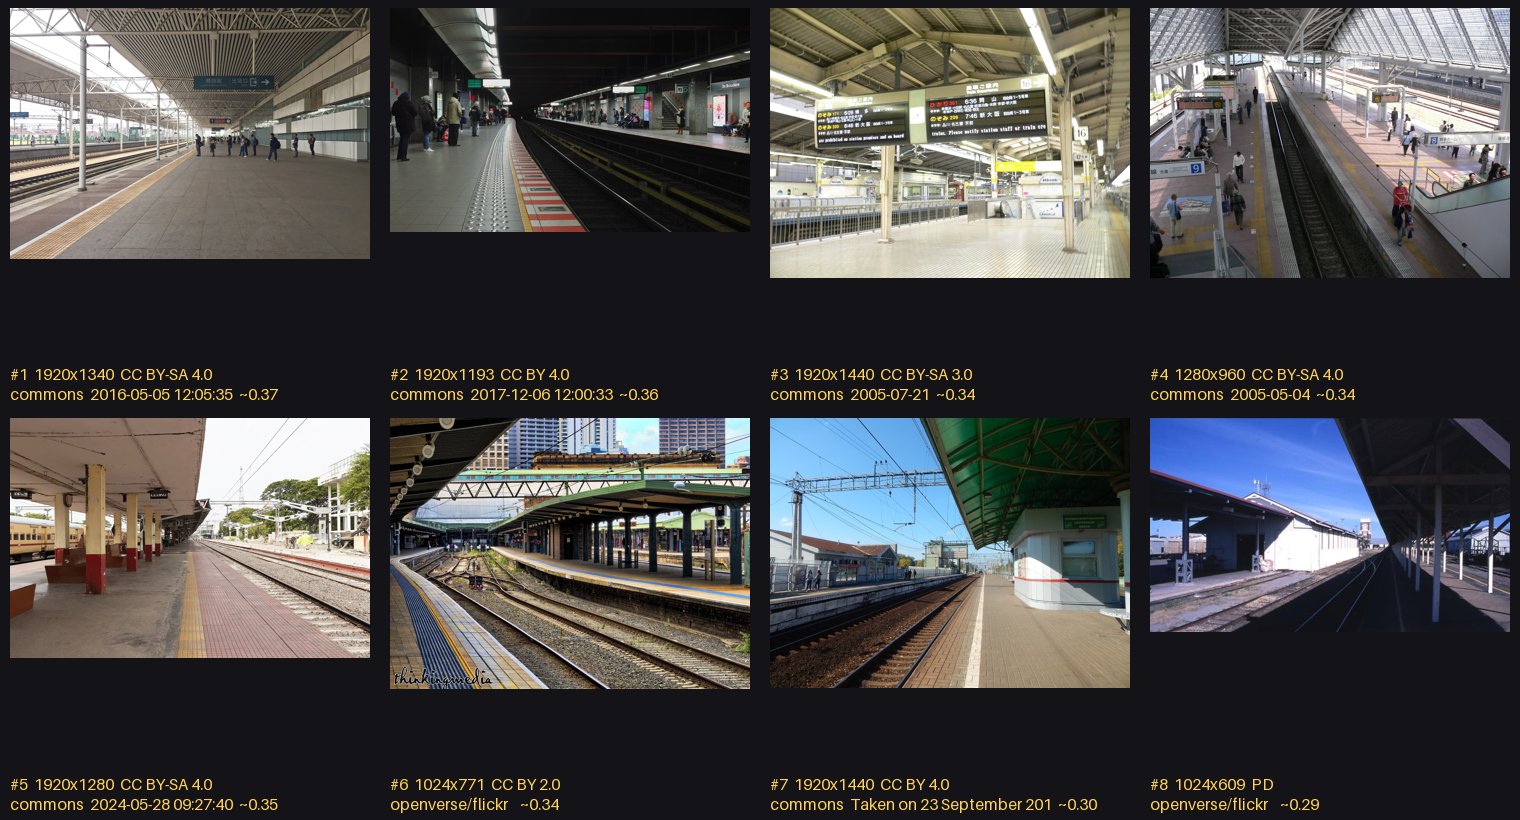 #1 1920x1340 CC BY-SA 4.0
commons 2016-05-05 12:05:35 ~0.37
#2 1920x1193 CC BY 4.0
commons 2017-12-06 12:00:33 ~0.36
16
#3 1920x1440 CC BY-SA 3.0
commons 2005-07-21 ~0.34
9
#4 1280x960 CC BY-SA 4.0
commons 2005-05-04 ~0.34
#5 1920x1280 CC BY-SA 4.0
commons 2024-05-28 09:27:40 ~0.35
thinkingmedia
#6 1024x771 CC BY 2.0
openverse/flickr ~0.34
#7 1920x1440 CC BY 4.0
commons Taken on 23 September 201 ~0.30
#8 1024x609 PD
openverse/flickr ~0.29